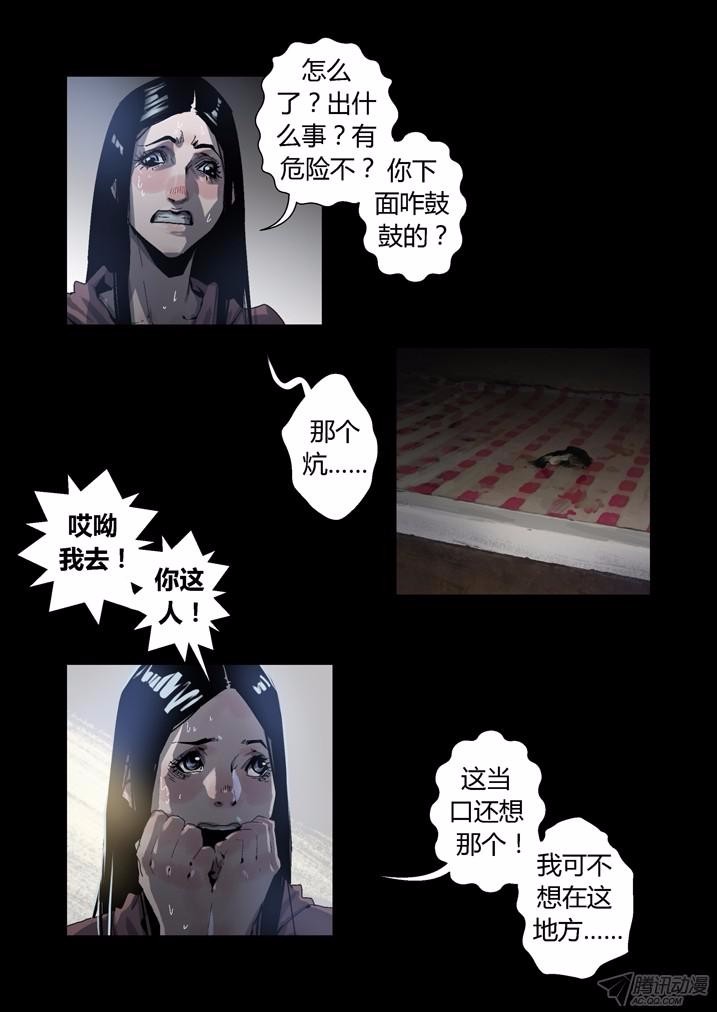 怎么
了？出什
么事？有
危险不？
你下
面咋鼓
鼓的？
那个
炕……
哎呦
我去！
你这
人！
这当
口还想
那个！
我可不
想在这
地方……
腾讯动漫
AC.QQ.COM